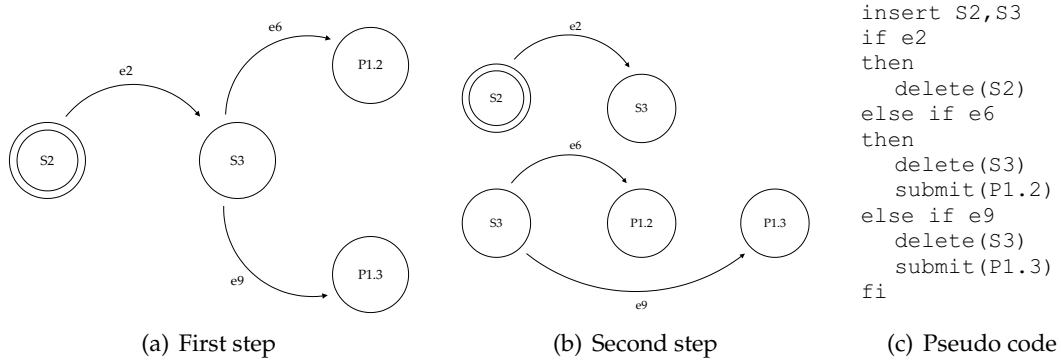 e2
e6
e9
S2
S3
P1.2
P1.3
(a) First step
e2
S2
S3
e6
S3
P1.2
P1.3
e9
(b) Second step
insert S2,S3
if e2
then
delete(S2)
else if e6
then
delete(S3)
submit(P1.2)
else if e9
delete(S3)
submit(P1.3)
fi
(c) Pseudo code